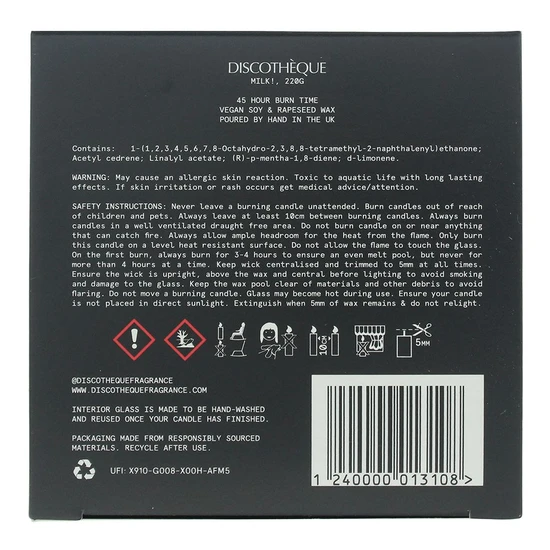 DISCOTHÈQUE
MILK!, 220G
45 HOUR BURN TIME
VEGAN SOY & RAPESEED WAX
POURED BY HAND IN THE UK
Contains: 1-(1,2,3,4,5,6,7,8-Octahydro-2,3,8,8-tetramethyl-2-naphthalenyl)ethanone;
Acetyl cedrene; Linalyl acetate; (R)-p-mentha-1,8-diene; d-limonene.
WARNING: May cause an allergic skin reaction. Toxic to aquatic life with long lasting
effects. If skin irritation or rash occurs get medical advice/attention.
SAFETY INSTRUCTIONS: Never leave a burning candle unattended. Burn candles out of reach
of children and pets. Always leave at least 10cm between burning candles. Always burn
candles in a well ventilated draught free area. Do not burn candle on or near anything
that can catch fire. Always allow ample headroom for the heat from the flame. Only burn
this candle on a level heat resistant surface. Do not allow the flame to touch the glass.
On the first burn, always burn for 3-4 hours to ensure an even melt pool, but never for
more than 4 hours at a time. Keep wick centralised and trimmed to 5mm at all times.
Ensure the wick is upright, above the wax and central before lighting to avoid smoking
and damage to the glass. Keep the wax pool clear of materials and other debris to avoid
flaring. Do not move a burning candle. Glass may become hot during use. Ensure your candle
is not placed in direct sunlight. Extinguish when 5mm of wax remains & do not relight.
10cm
5MM
@DISCOTHEQUEFRAGRANCE
WWW.DISCOTHEQUEFRAGRANCE.COM
INTERIOR GLASS IS MADE TO BE HAND-WASHED
AND REUSED ONCE YOUR CANDLE HAS FINISHED.
PACKAGING MADE FROM RESPONSIBLY SOURCED
MATERIALS. RECYCLE AFTER USE.
UFI: X910-G008-X00H-AFM5
1 240000 013108 >